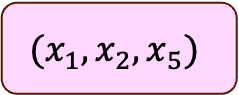 (x₁, x₂, x₅)